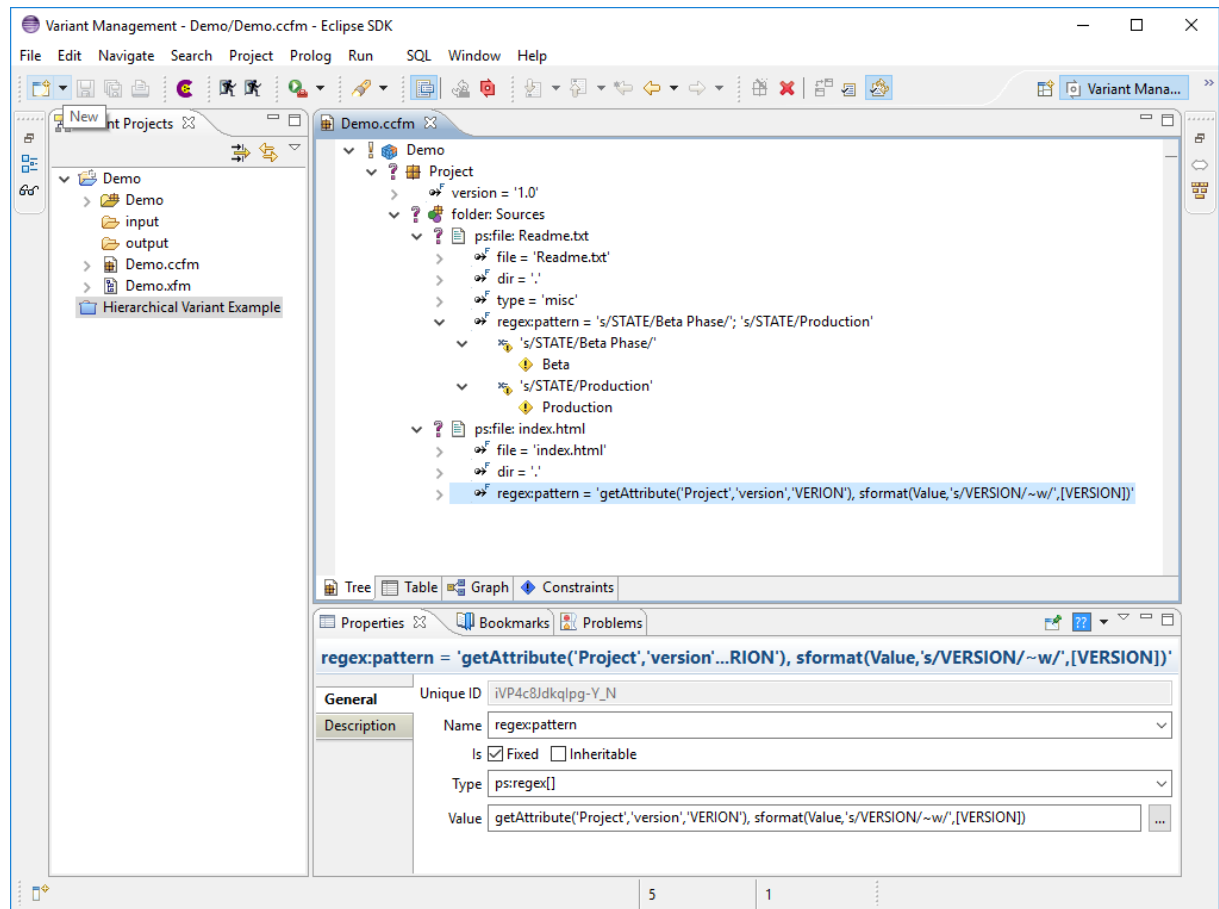 Variant Management - Demo/Demo.ccfm - Eclipse SDK
File Edit Navigate Search Project Prolog Run SQL Window Help
Variant Mana... »
New
nt Projects
Demo
Demo
input
output
Demo.ccfm
Demo.xfm
Hierarchical Variant Example
Demo.ccfm
Demo
Project
version = '1.0'
folder: Sources
ps:file: Readme.txt
file = 'Readme.txt'
dir = '.'
type = 'misc'
regex:pattern = 's/STATE/Beta Phase/'; 's/STATE/Production'
's/STATE/Beta Phase/'
Beta
's/STATE/Production'
Production
ps:file: index.html
file = 'index.html'
dir = '.'
regex:pattern = 'getAttribute('Project','version','VERION'), sformat(Value,'s/VERSION/~w/',[VERSION])'
Tree Table Graph Constraints
Properties Bookmarks Problems
??
regex:pattern = 'getAttribute('Project','version'...RION'), sformat(Value,'s/VERSION/~w/',[VERSION])'
General
Description
Unique ID iVP4c8Jdkqlpg-Y_N
Name regex:pattern
Is Fixed Inheritable
Type ps:regex[]
Value getAttribute('Project','version','VERION'), sformat(Value,'s/VERSION/~w/',[VERSION]) ...
5 1